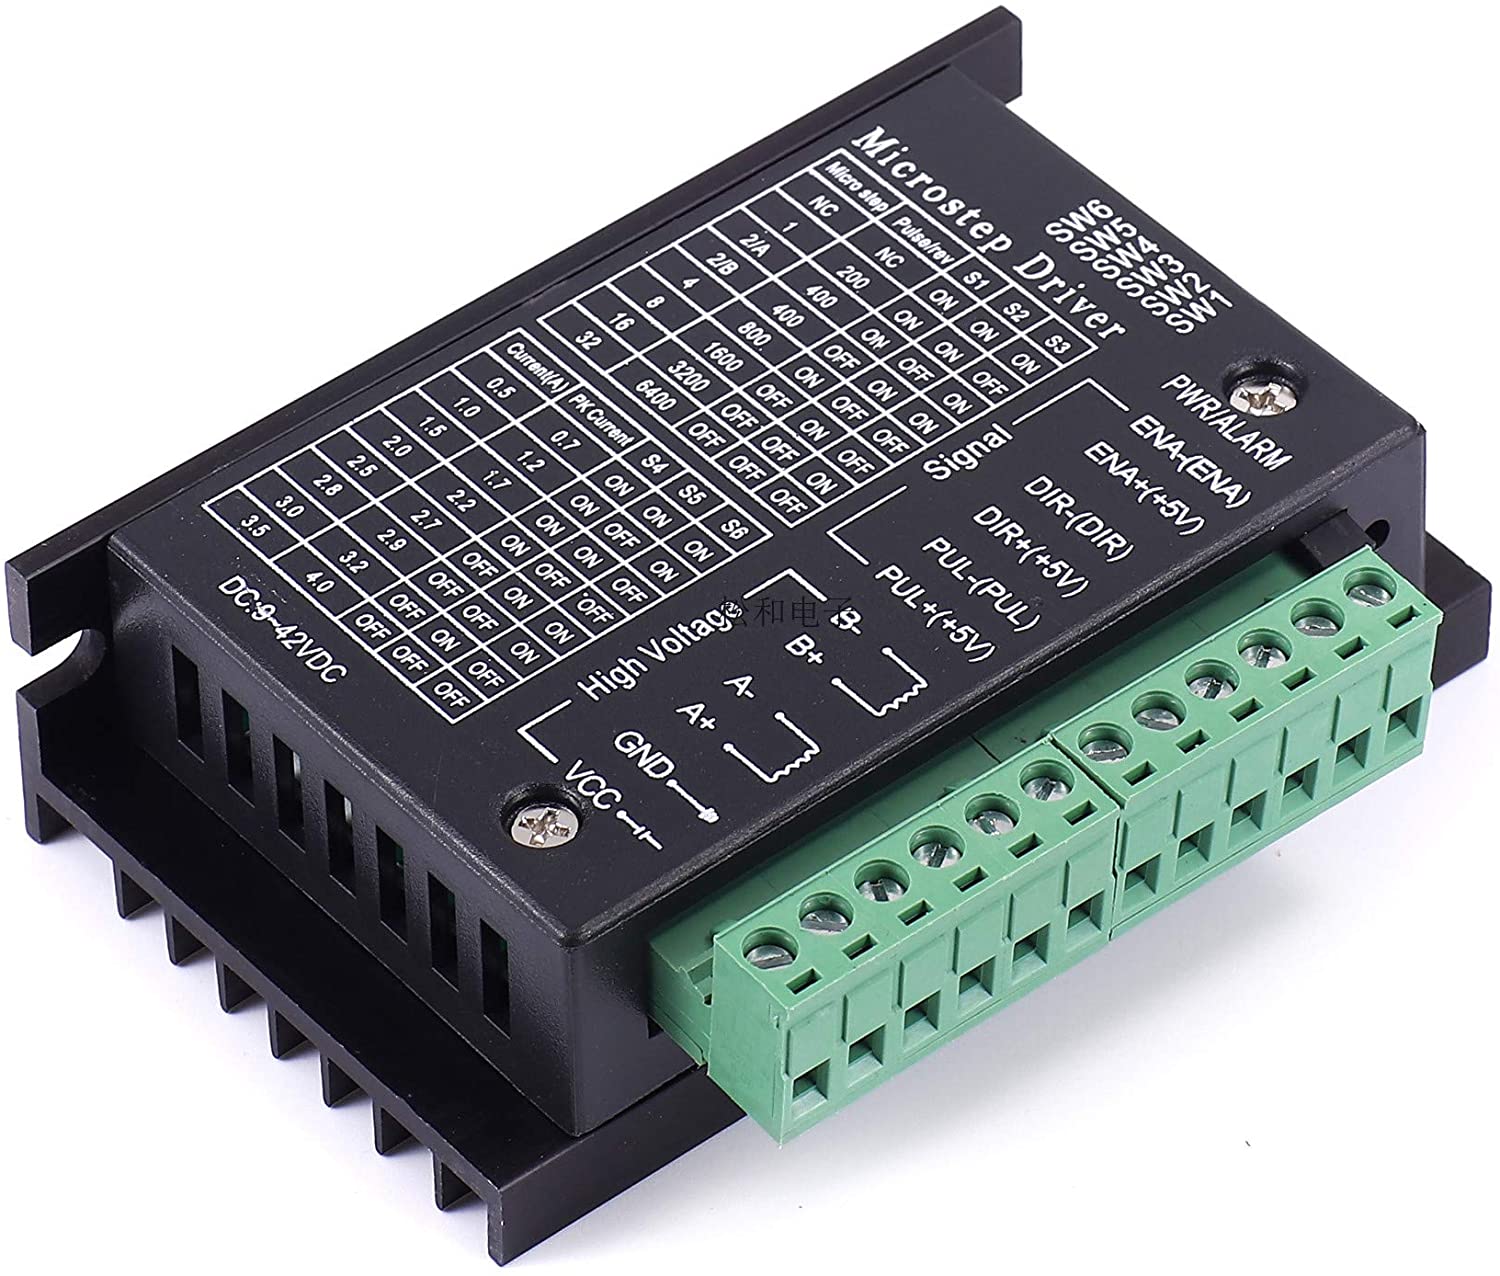 Microstep Driver
Micro step Pulse/rev S1 S2 S3
NC NC ON ON ON
1 200 ON ON OFF
2/A 400 ON OFF ON
2/B 400 OFF ON ON
4 800 ON OFF OFF
8 1600 OFF ON OFF
16 3200 OFF OFF ON
32 6400 OFF OFF OFF
Current(A) PK Current S4 S5 S6
0.5 0.7 ON ON ON
1.0 1.2 ON OFF ON
1.5 1.7 ON ON OFF
2.0 2.2 ON OFF OFF
2.5 2.7 OFF ON ON
2.8 2.9 OFF OFF ON
3.0 3.2 OFF ON OFF
3.5 4.0 OFF OFF OFF
DC:9-42VDC
SW6
SW5
SW4
SW3
SW2
SW1
PWR/ALARM
Signal
ENA-(ENA)
ENA+(+5V)
DIR-(DIR)
DIR+(+5V)
PUL-(PUL)
PUL+(+5V)
High Voltage
B-
B+
A-
A+
GND
VCC
松和电子